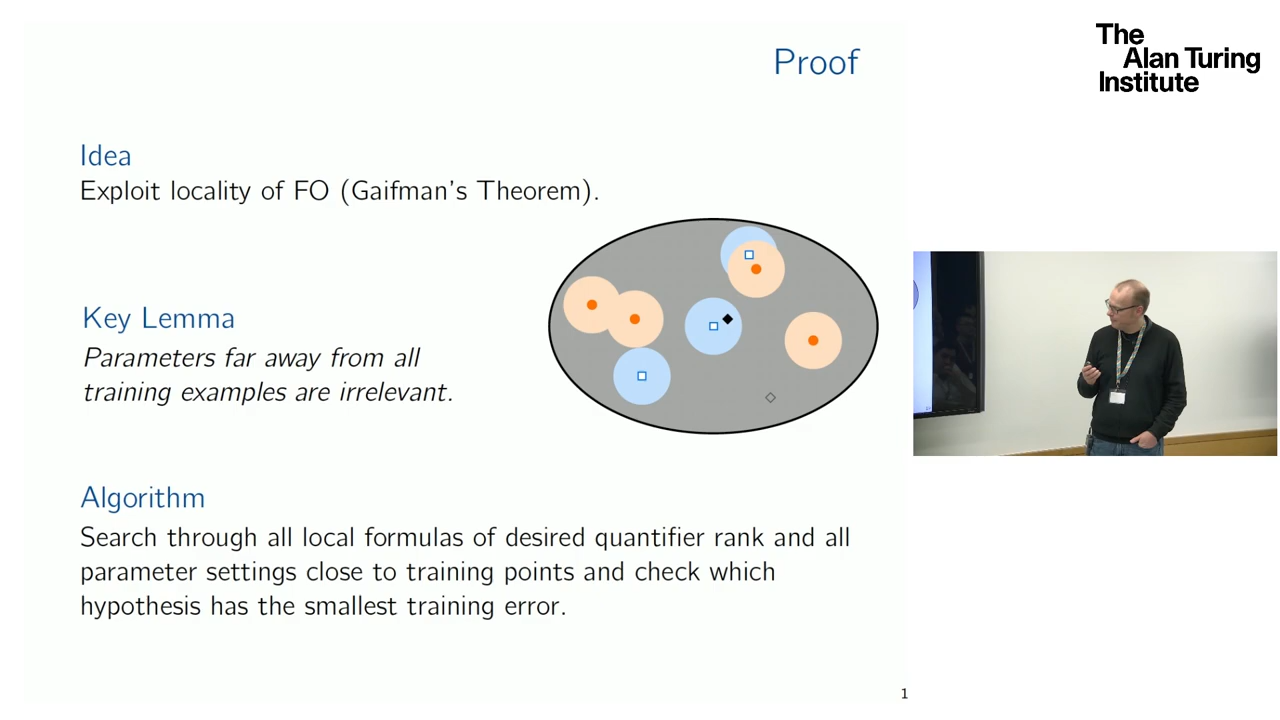 Proof
The
Alan Turing
Institute
Idea
Exploit locality of FO (Gaifman's Theorem).
Key Lemma
Parameters far away from all
training examples are irrelevant.
Algorithm
Search through all local formulas of desired quantifier rank and all
parameter settings close to training points and check which
hypothesis has the smallest training error.
1